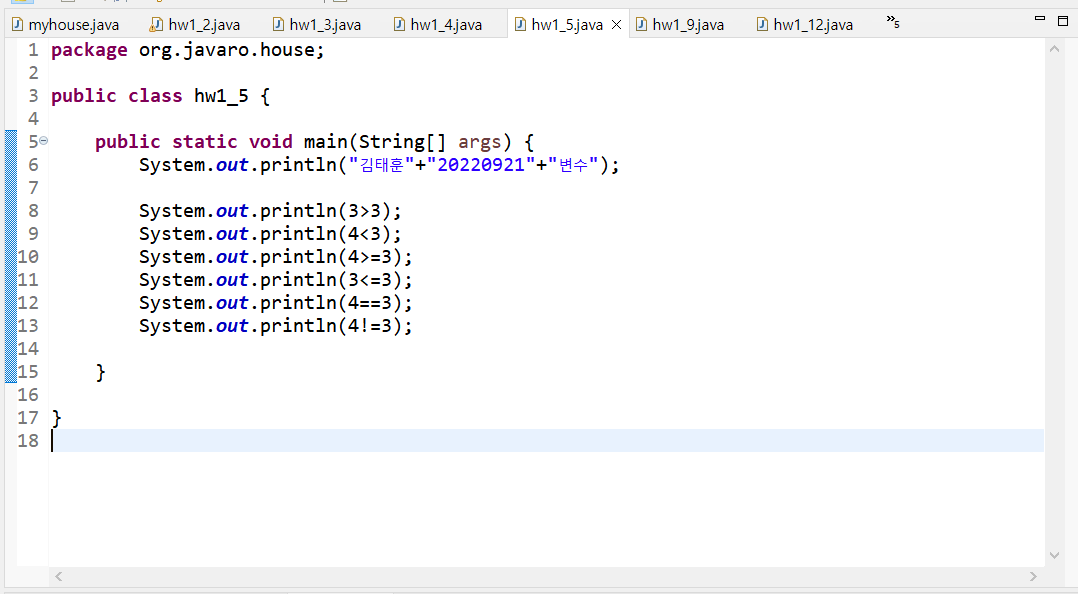 myhouse.java hw1_2.java hw1_3.java hw1_4.java hw1_5.java hw1_9.java hw1_12.java »5
1 package org.javaro.house;
2
3 public class hw1_5 {
4
5 public static void main(String[] args) {
6 System.out.println("김태훈"+"20220921"+"변수");
7
8 System.out.println(3>3);
9 System.out.println(4<3);
10 System.out.println(4>=3);
11 System.out.println(3<=3);
12 System.out.println(4==3);
13 System.out.println(4!=3);
14
15 }
16
17 }
18